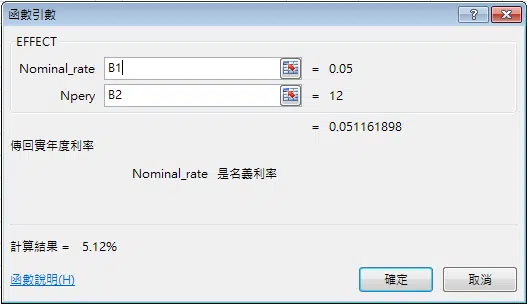 函數引數
EFFECT
Nominal_rate B1 = 0.05
Npery B2 = 12
= 0.051161898
傳回實年度利率
Nominal_rate 是名義利率
計算結果 = 5.12%
函數說明(H) 確定 取消